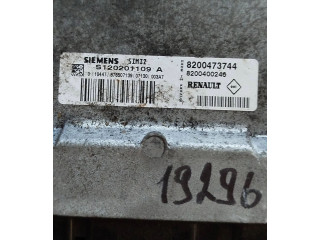 SIEMENS SIM32
S120201109 A
8200473744
8200400246
RENAULT
19296